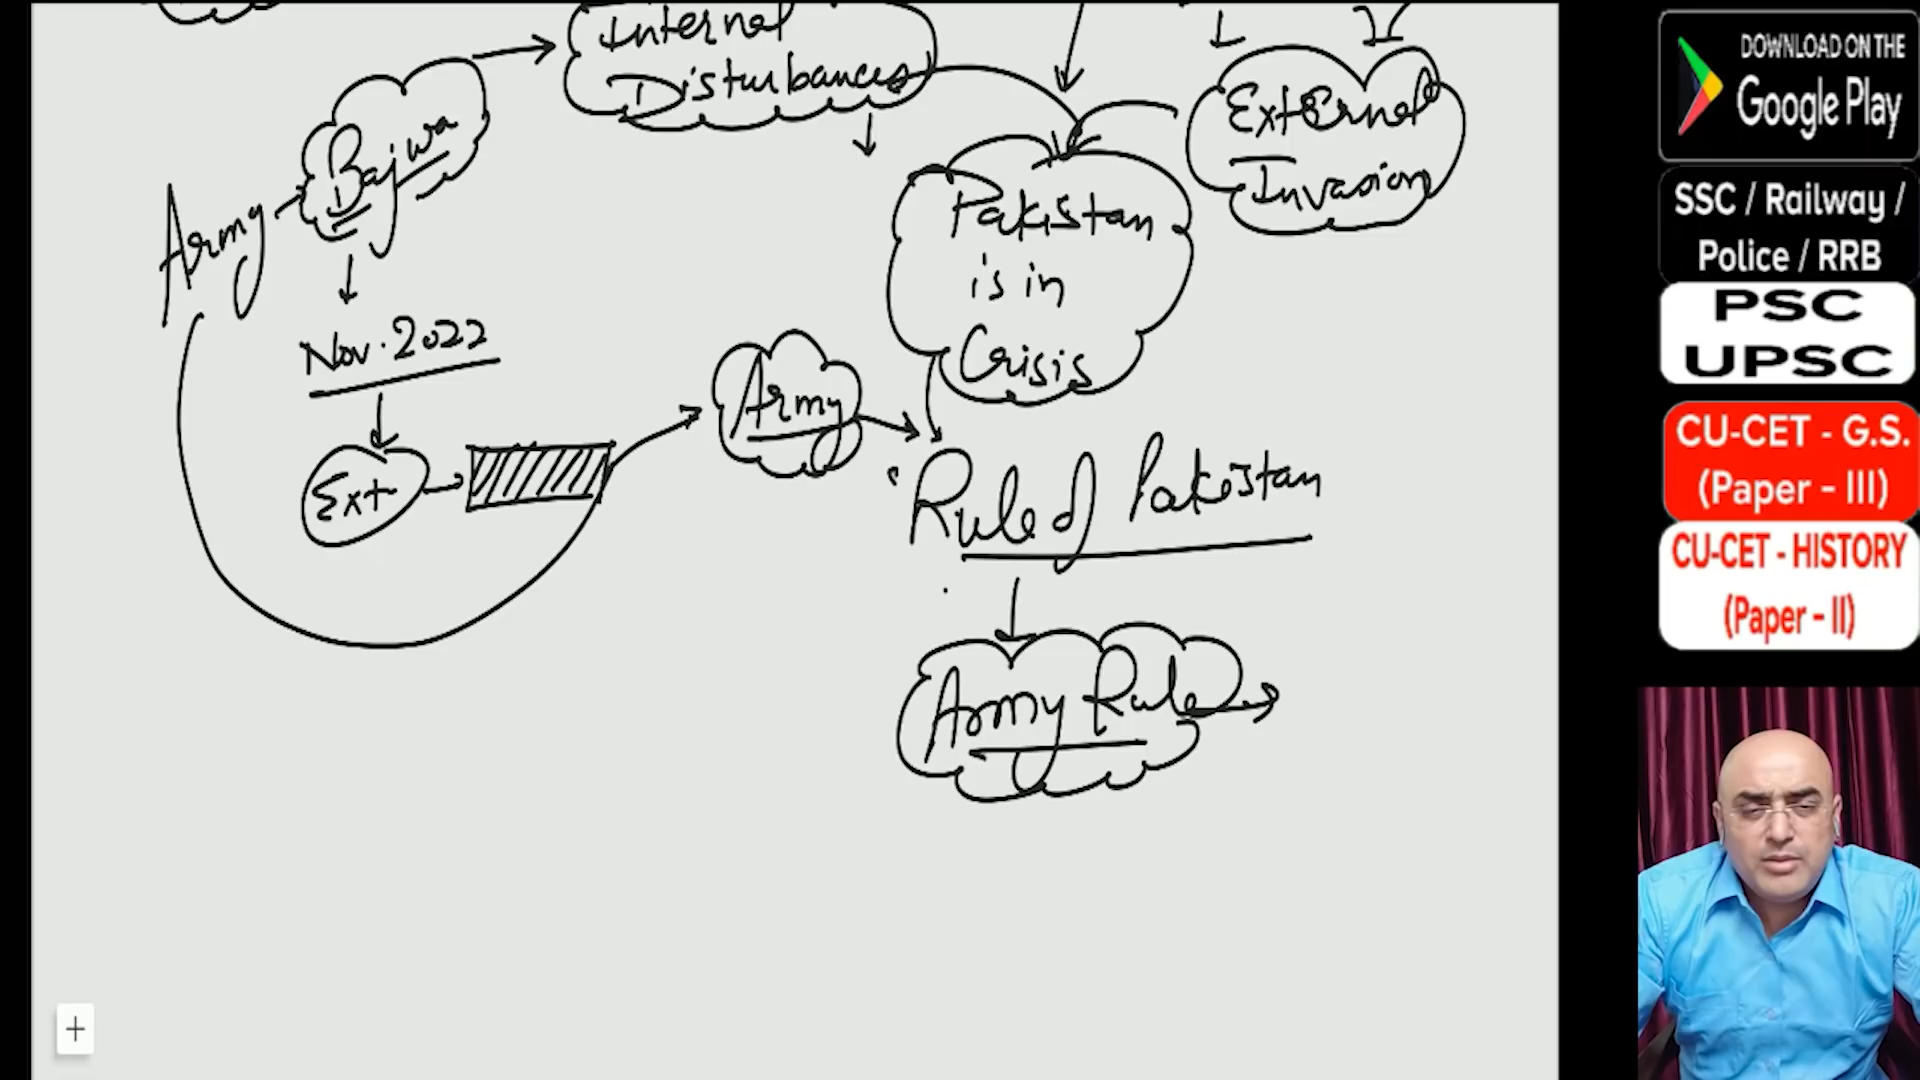 Internal
Disturbances
External
Invasion
Army
Bajwa
Nov. 2022
Ext
Pakistan
is in
Crisis
Army
Rule of Pakistan
Army Rule
+
DOWNLOAD ON THE
Google Play
SSC / Railway /
Police / RRB
PSC
UPSC
CU-CET - G.S.
(Paper - III)
CU-CET - HISTORY
(Paper - II)